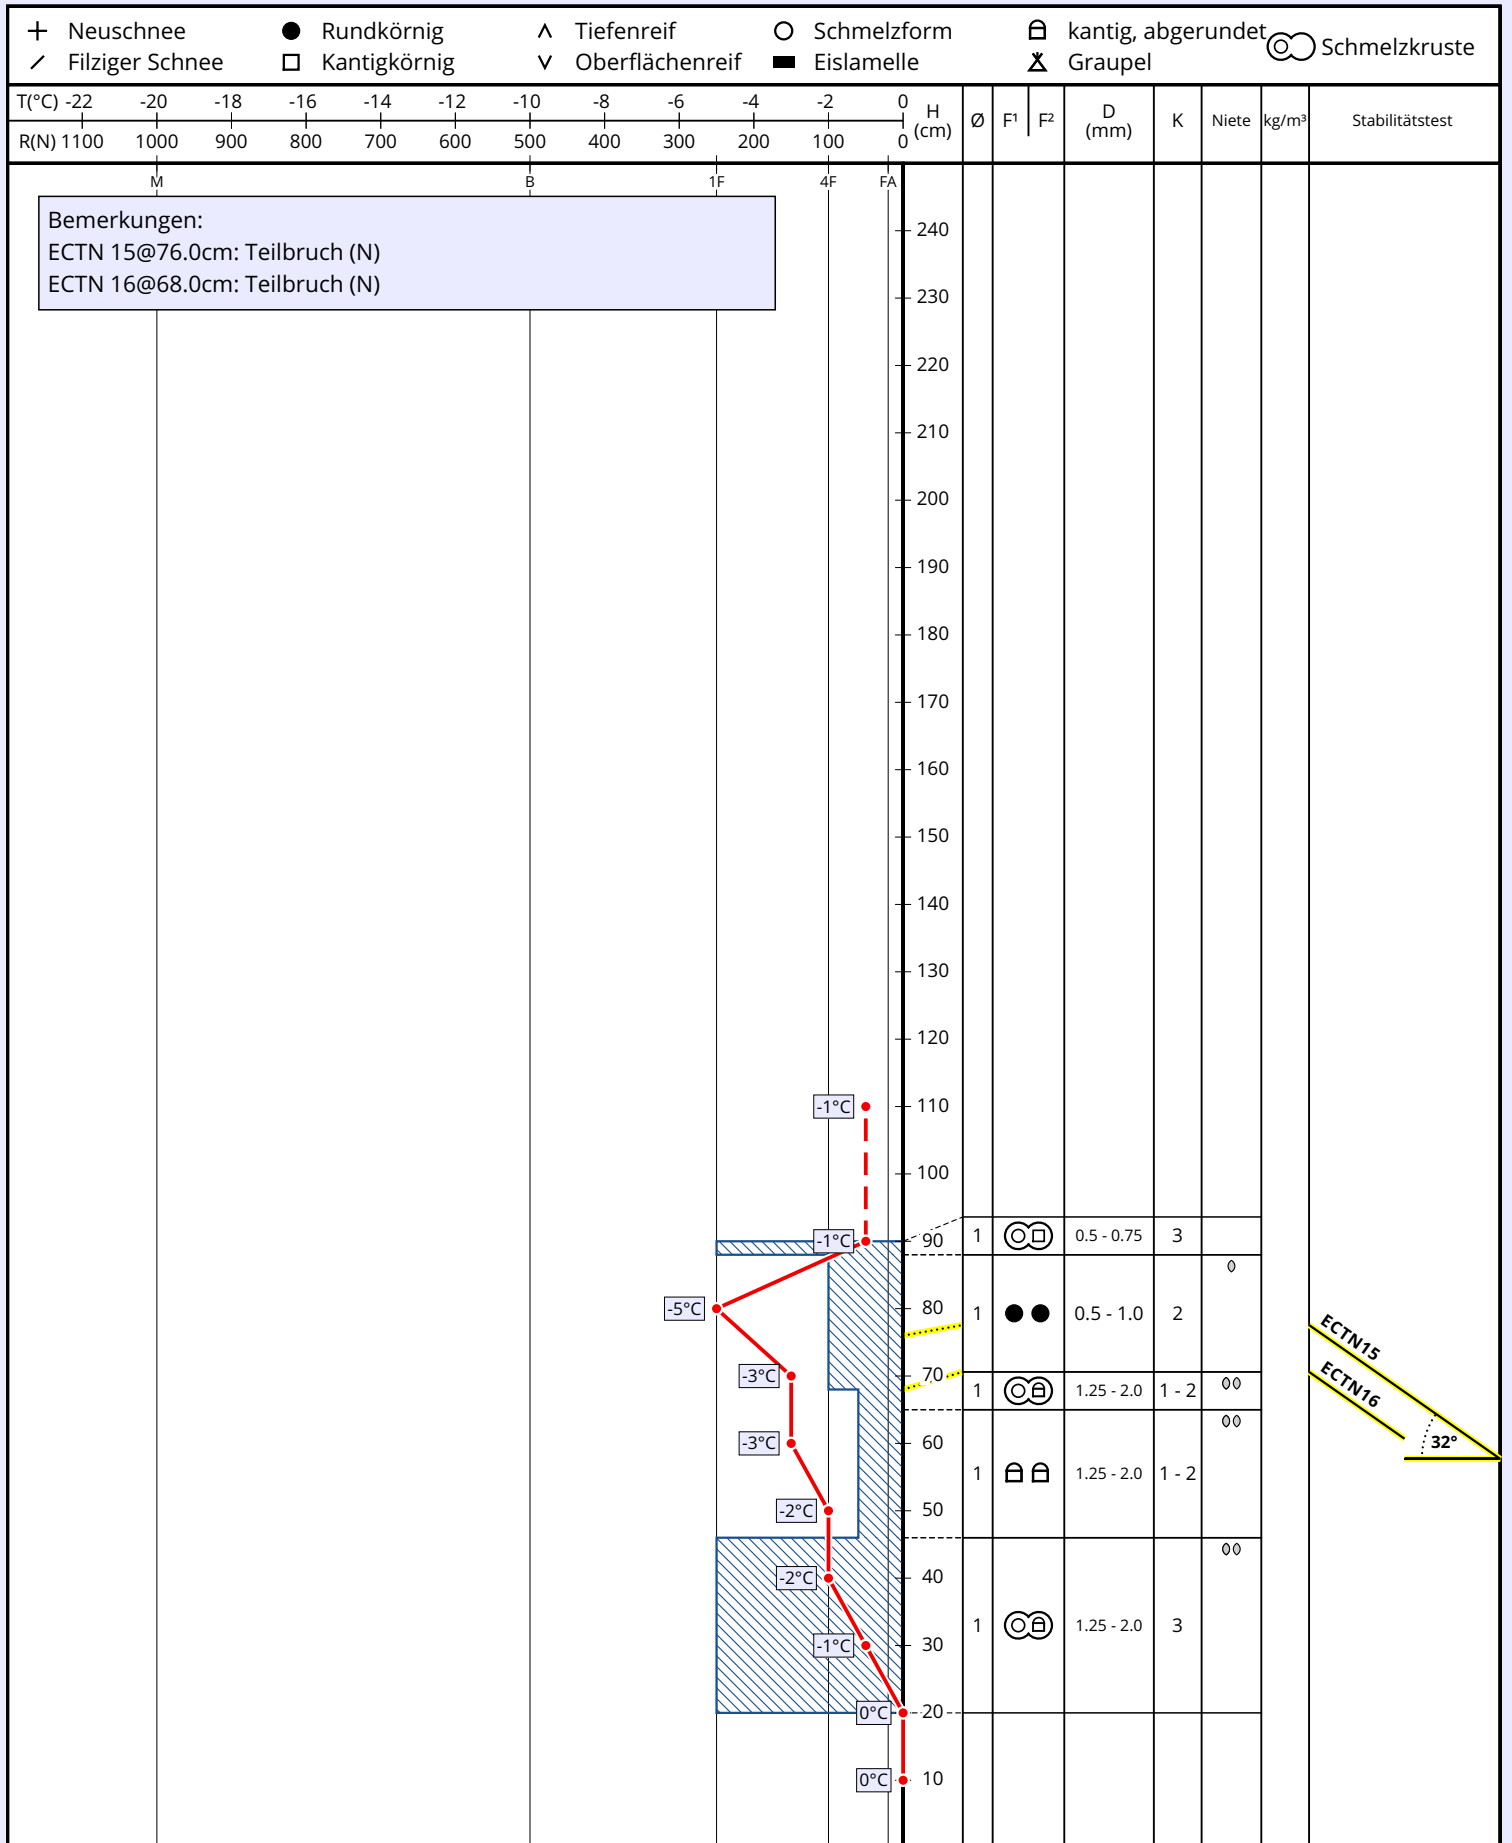 Neuschnee Rundkörnig Tiefenreif Schmelzform kantig, abgerundet Schmelzkruste
Filziger Schnee Kantigkörnig Oberflächenreif Eislamelle Graupel
T(°C) -22 -20 -18 -16 -14 -12 -10 -8 -6 -4 -2 0
R(N) 1100 1000 900 800 700 600 500 400 300 200 100 0
H (cm) Ø F¹ F² D (mm) K Niete kg/m³ Stabilitätstest
M B 1F 4F FA
Bemerkungen:
ECTN 15@76.0cm: Teilbruch (N)
ECTN 16@68.0cm: Teilbruch (N)
240
230
220
210
200
190
180
170
160
150
140
130
120
-1°C 110
100
-1°C 90 1 0.5 - 0.75 3
-5°C 80 1 0.5 - 1.0 2
ECTN15
-3°C 70 1 1.25 - 2.0 1 - 2
ECTN16
-3°C 60
32°
1 1.25 - 2.0 1 - 2
-2°C 50
-2°C 40
1 1.25 - 2.0 3
-1°C 30
0°C 20
0°C 10